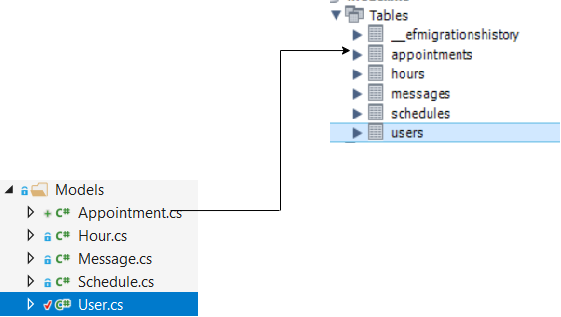 Tables
__efmigrationshistory
appointments
hours
messages
schedules
users
Models
Appointment.cs
Hour.cs
Message.cs
Schedule.cs
User.cs